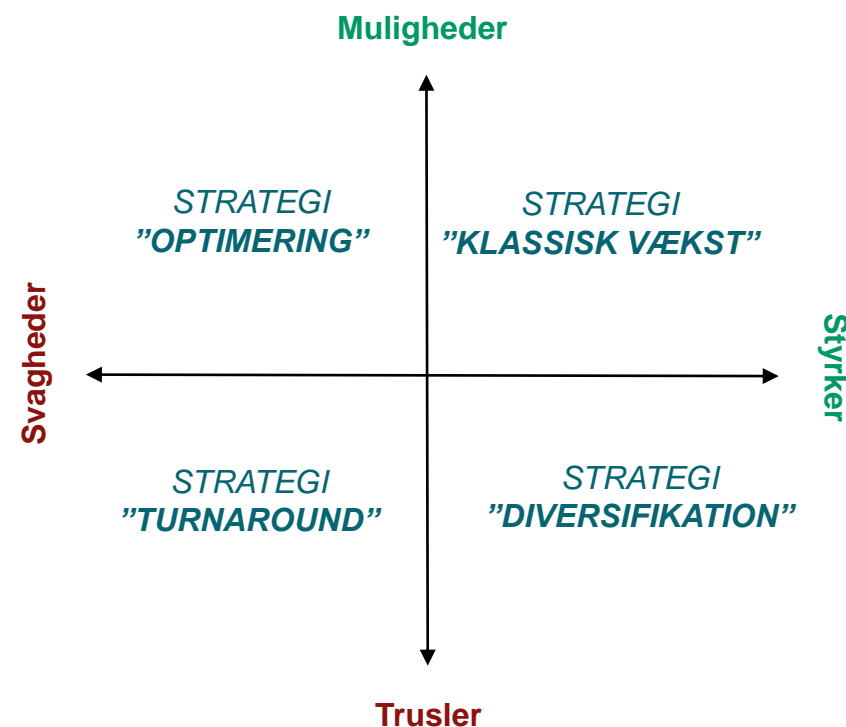 Muligheder
STRATEGI
”OPTIMERING”
STRATEGI
”KLASSISK VÆKST”
Svagheder
Styrker
STRATEGI
”TURNAROUND”
STRATEGI
”DIVERSIFIKATION”
Trusler